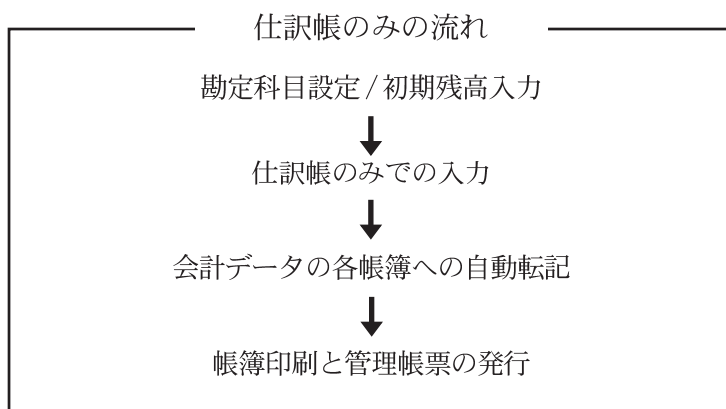 仕訳帳のみの流れ
勘定科目設定/初期残高入力
仕訳帳のみでの入力
会計データの各帳簿への自動転記
帳簿印刷と管理帳票の発行